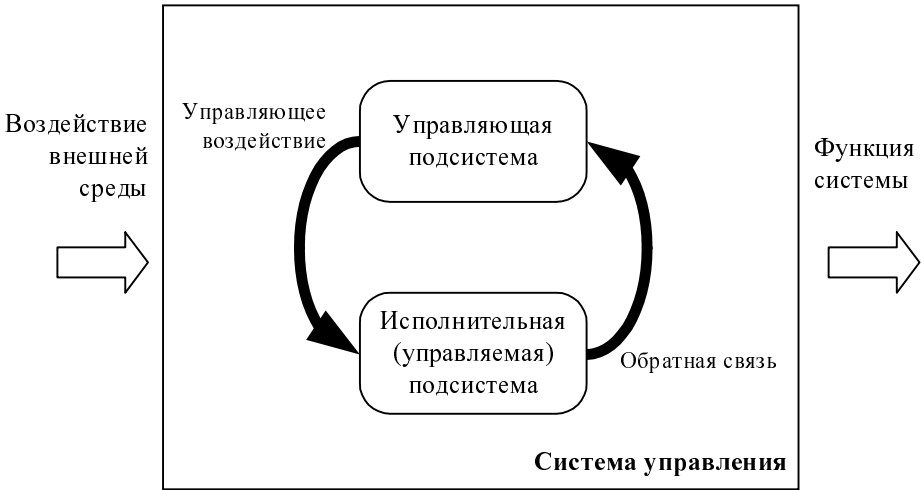 Воздействие
внешней
среды
Управляющее
воздействие
Управляющая
подсистема
Функция
системы
Исполнительная
(управляемая)
подсистема
Обратная связь
Система управления